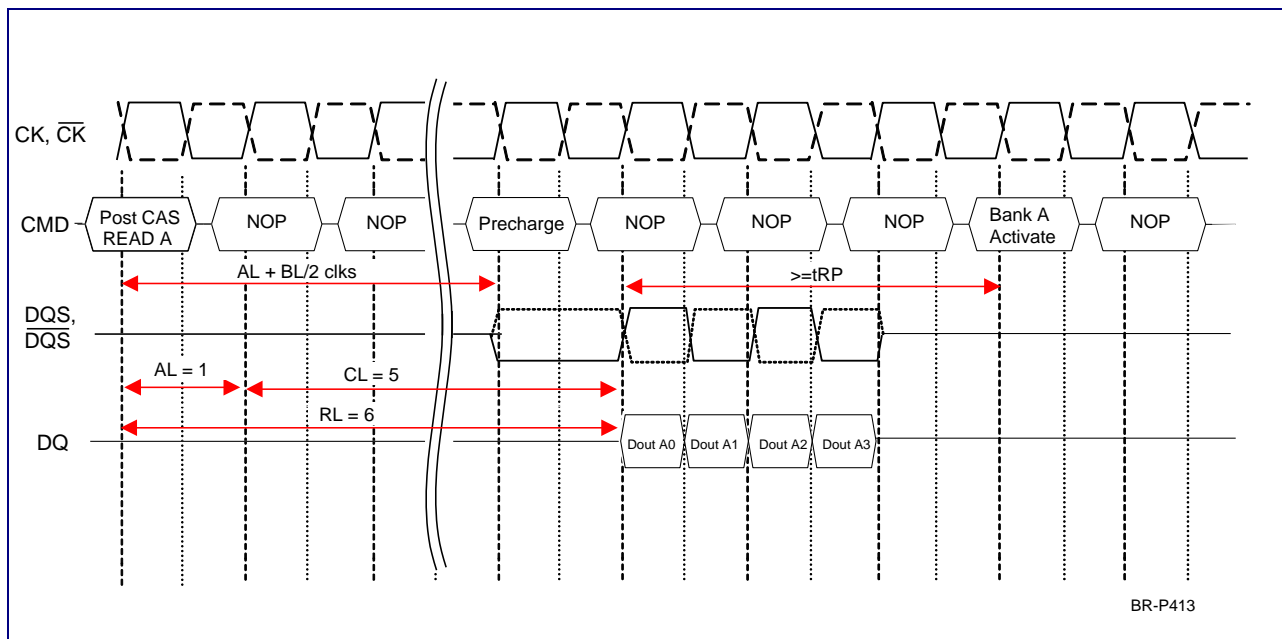 CK, CK
CMD
Post CAS
READ A
NOP
NOP
Precharge
NOP
NOP
NOP
Bank A
Activate
NOP
AL + BL/2 clks
>=tRP
DQS,
DQS
AL = 1
CL = 5
RL = 6
DQ
Dout A0
Dout A1
Dout A2
Dout A3
BR-P413